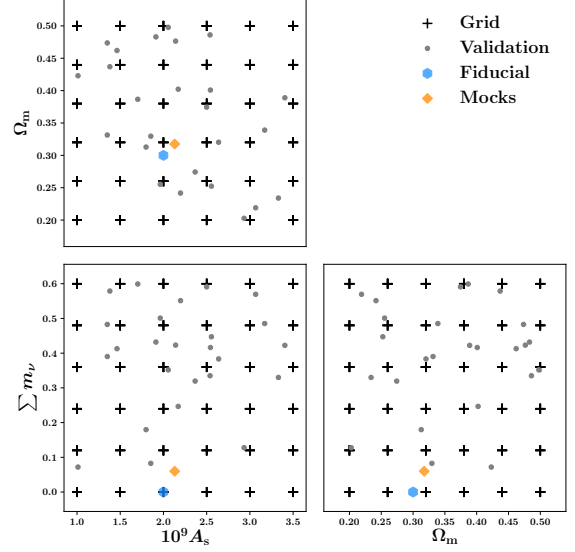 Grid
Validation
Fiducial
Mocks
0.50
0.45
0.40
0.35
0.30
0.25
0.20
Ωm
0.6
0.5
0.4
0.3
0.2
0.1
0.0
∑ mν
1.0 1.5 2.0 2.5 3.0 3.5
10⁹Aₛ
0.20 0.25 0.30 0.35 0.40 0.45 0.50
Ωm